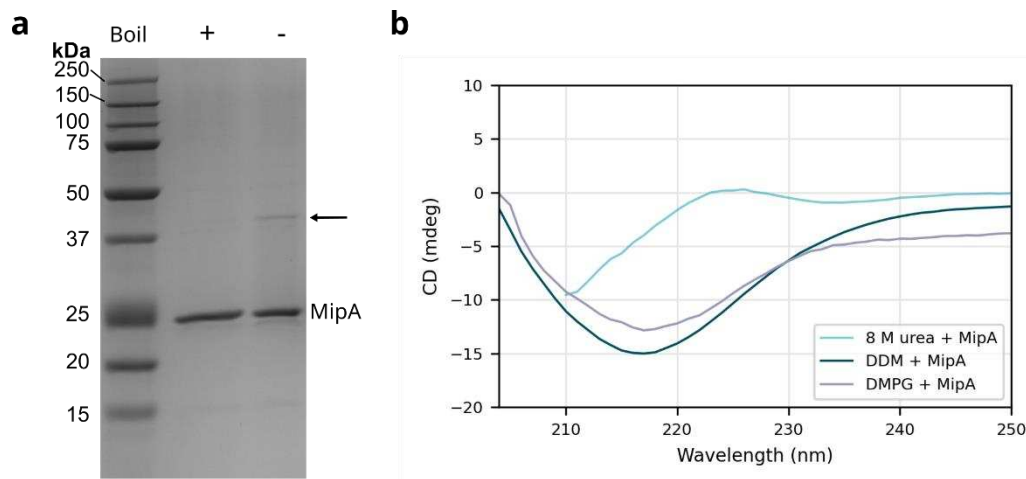 a
Boil + -
kDa
250
150
100
75
50
37
25
20
15
MipA
b
10
5
0
−5
−10
−15
−20
CD (mdeg)
210 220 230 240 250
Wavelength (nm)
8 M urea + MipA
DDM + MipA
DMPG + MipA